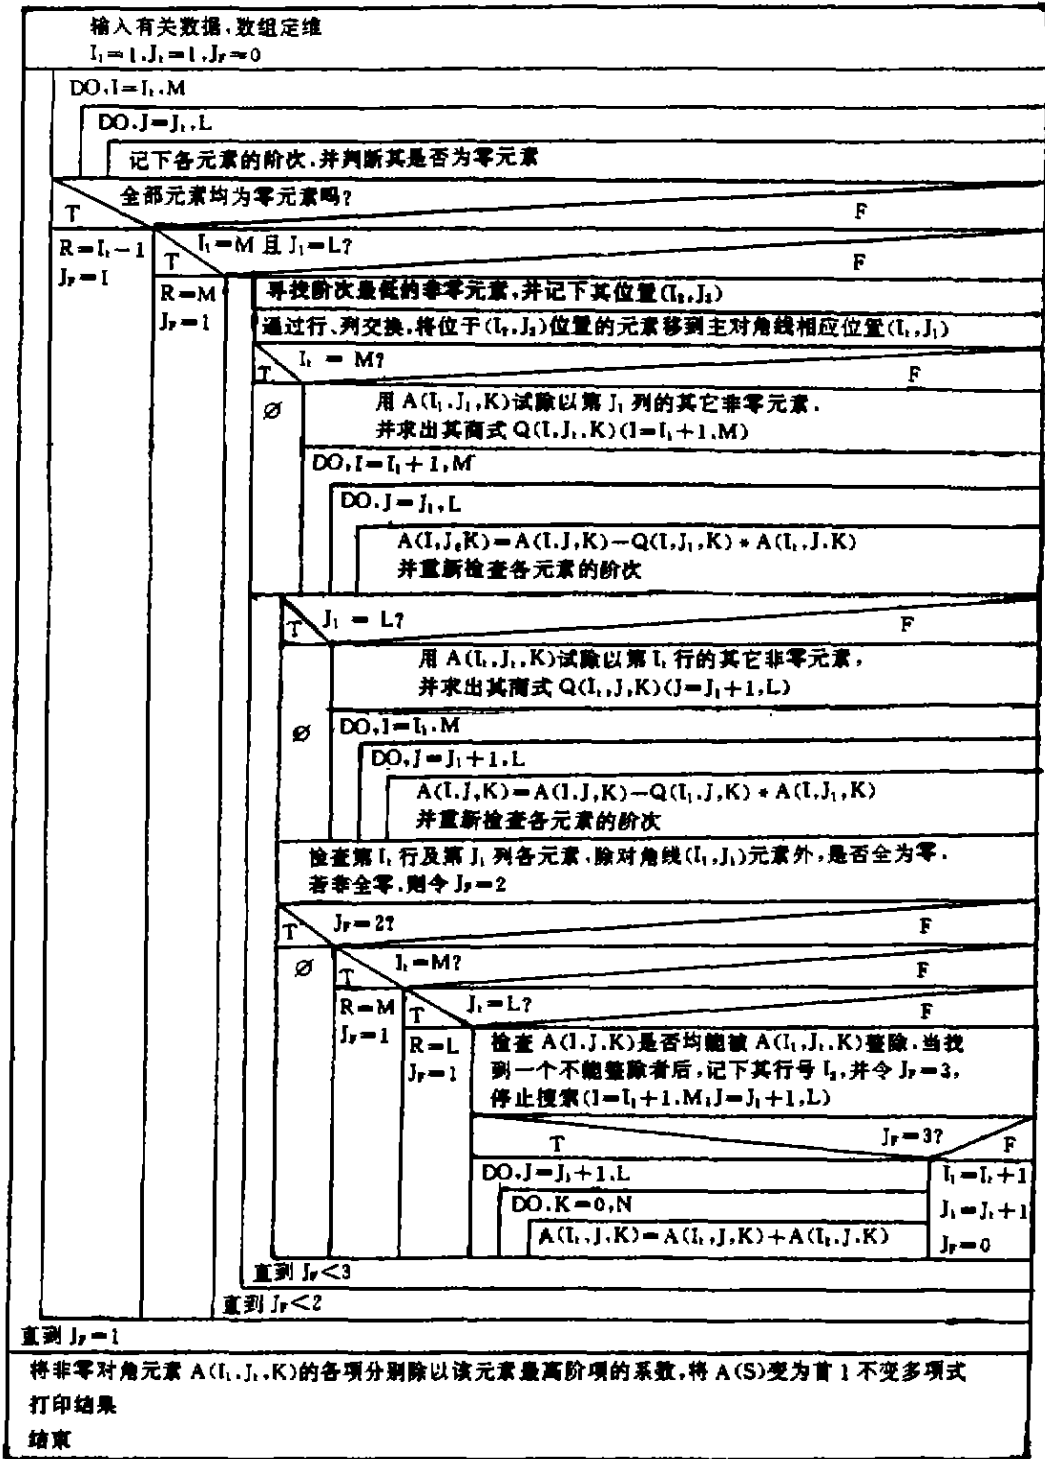 输入有关数据,数组定维
I₁=1,J₁=1,J_F=0
DO,I=I₁,M
DO,J=J₁,L
记下各元素的阶次,并判断其是否为零元素
全部元素均为零元素吗?
T
F
R=I₁-1
J_F=1
I₁=M 且 J₁=L?
T
F
R=M
J_F=1
寻找阶次最低的非零元素,并记下其位置(I₂,J₂)
通过行、列交换,将位于(I₂,J₂)位置的元素移到主对角线相应位置(I₁,J₁)
I₁ = M?
T
F
Ø
用 A(I₁,J₁,K)试除以第 J₁ 列的其它非零元素,
并求出其商式 Q(I,J₁,K)(I=I₁+1,M)
DO,I=I₁+1,M
DO,J=J₁,L
A(I,J,K)=A(I,J,K)-Q(I,J₁,K)*A(I₁,J,K)
并重新检查各元素的阶次
J₁ = L?
T
F
用 A(I₁,J₁,K)试除以第 I₁ 行的其它非零元素,
并求出其商式 Q(I₁,J,K)(J=J₁+1,L)
Ø
DO,I=I₁,M
DO,J=J₁+1,L
A(I,J,K)=A(I,J,K)-Q(I₁,J,K)*A(I,J₁,K)
并重新检查各元素的阶次
检查第 I₁ 行及第 J₁ 列各元素,除对角线(I₁,J₁)元素外,是否全为零.
若非全零,则令 J_F=2
J_F=2?
T
F
Ø
I₁=M?
T
F
R=M
J_F=1
J₁=L?
T
F
R=L
J_F=1
检查 A(I,J,K)是否均能被 A(I₁,J₁,K)整除.当找
到一个不能整除者后,记下其行号 I₂,并令 J_F=3,
停止搜索(I=I₁+1,M;J=J₁+1,L)
J_F=3?
T
F
DO,J=J₁+1,L
DO,K=0,N
A(I₁,J,K)=A(I₁,J,K)+A(I₂,J,K)
I₁=I₁+1
J₁=J₁+1
J_F=0
直到 J_F<3
直到 J_F<2
直到 J_F=1
将非零对角元素 A(I₁,J₁,K)的各项分别除以该元素最高阶项的系数,将 A(S)变为首 1 不变多项式
打印结果
结束